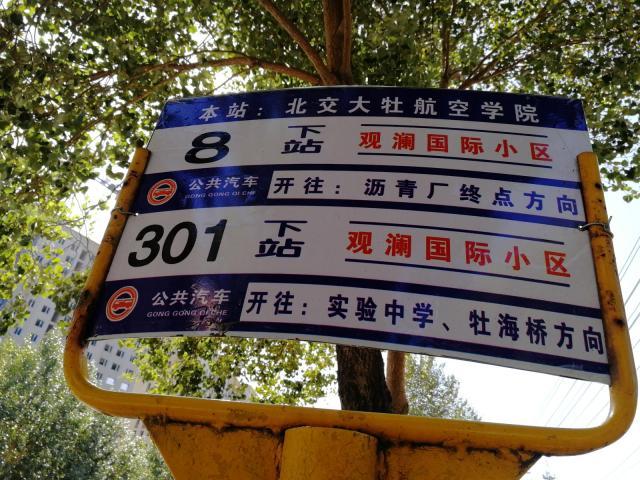 本站：北交大牡航空学院
8 下站 观澜国际小区
公共汽车 开往：沥青厂终点方向
GONG GONG QI CHE
301 下站 观澜国际小区
公共汽车 开往：实验中学、牡海桥方向
GONG GONG QI CHE